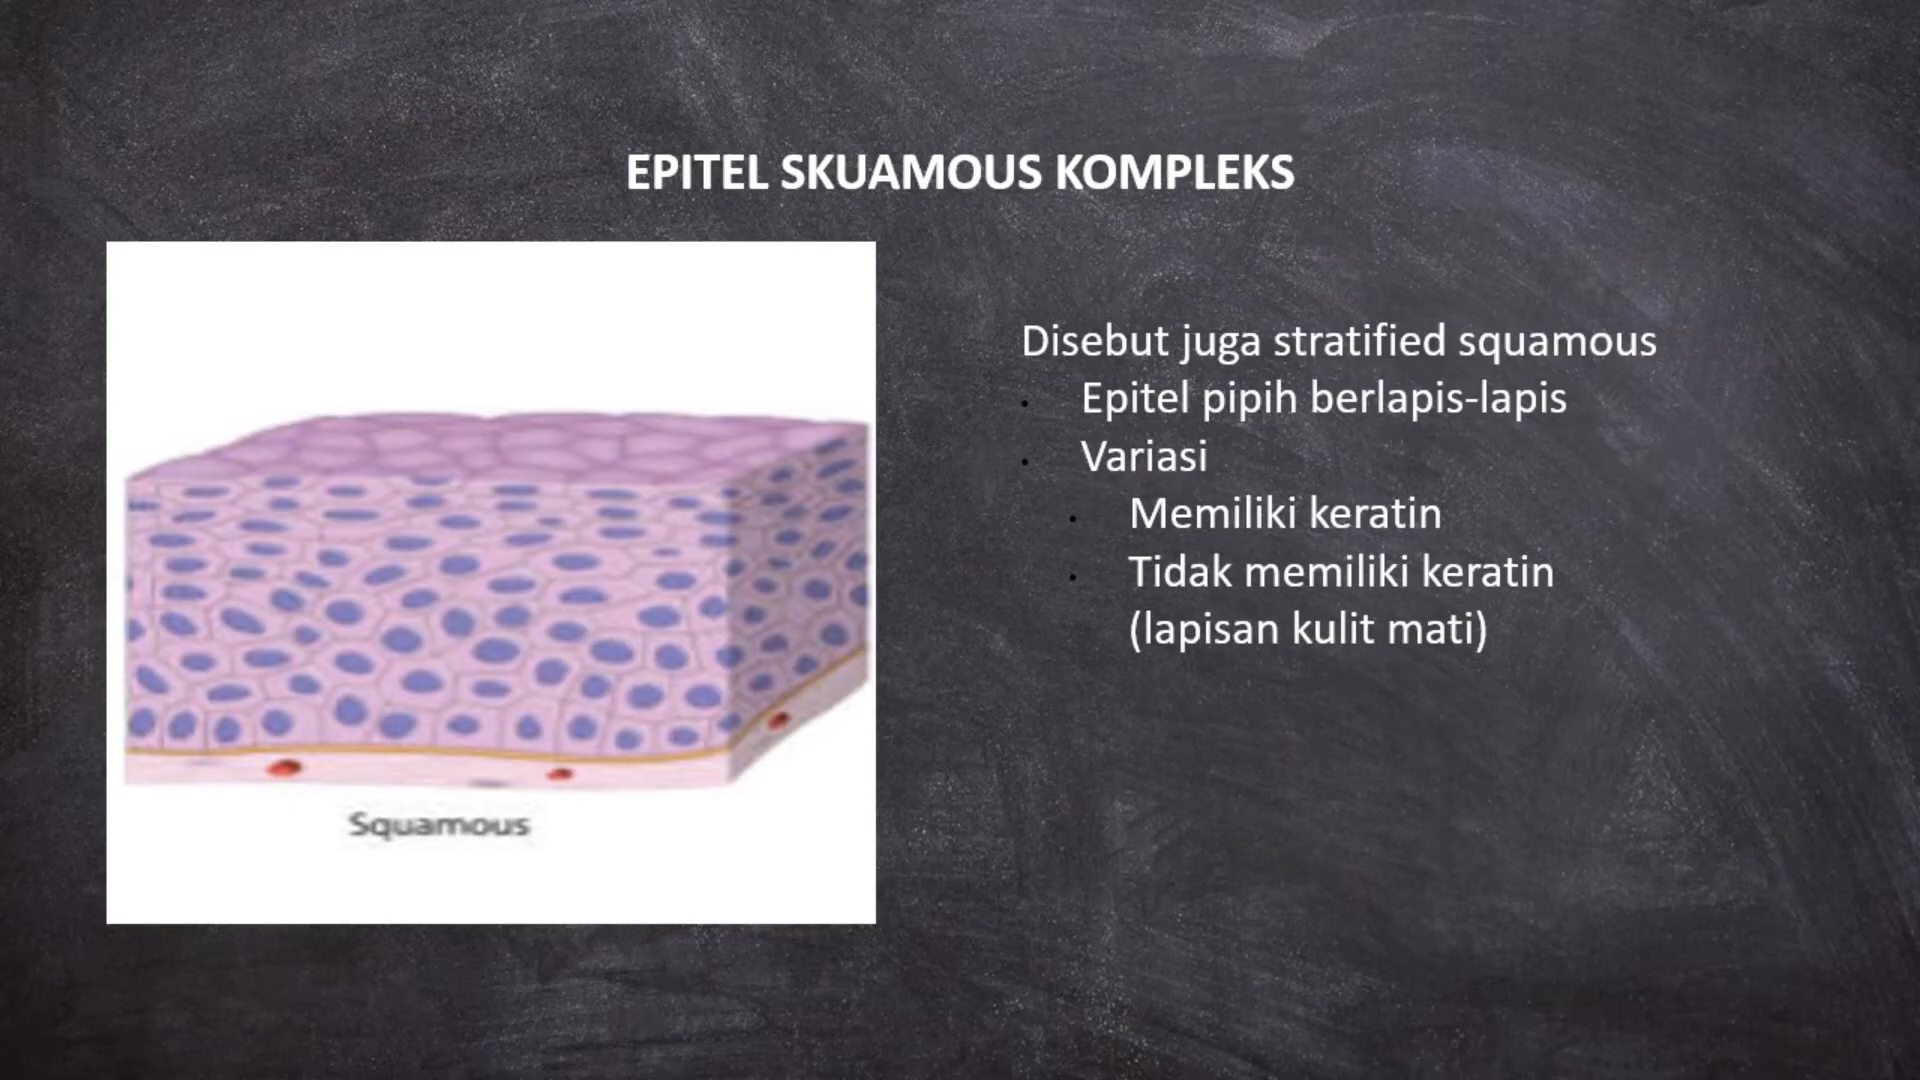 EPITEL SKUAMOUS KOMPLEKS
Disebut juga stratified squamous
Epitel pipih berlapis-lapis
Variasi
Memiliki keratin
Tidak memiliki keratin
(lapisan kulit mati)
Squamous